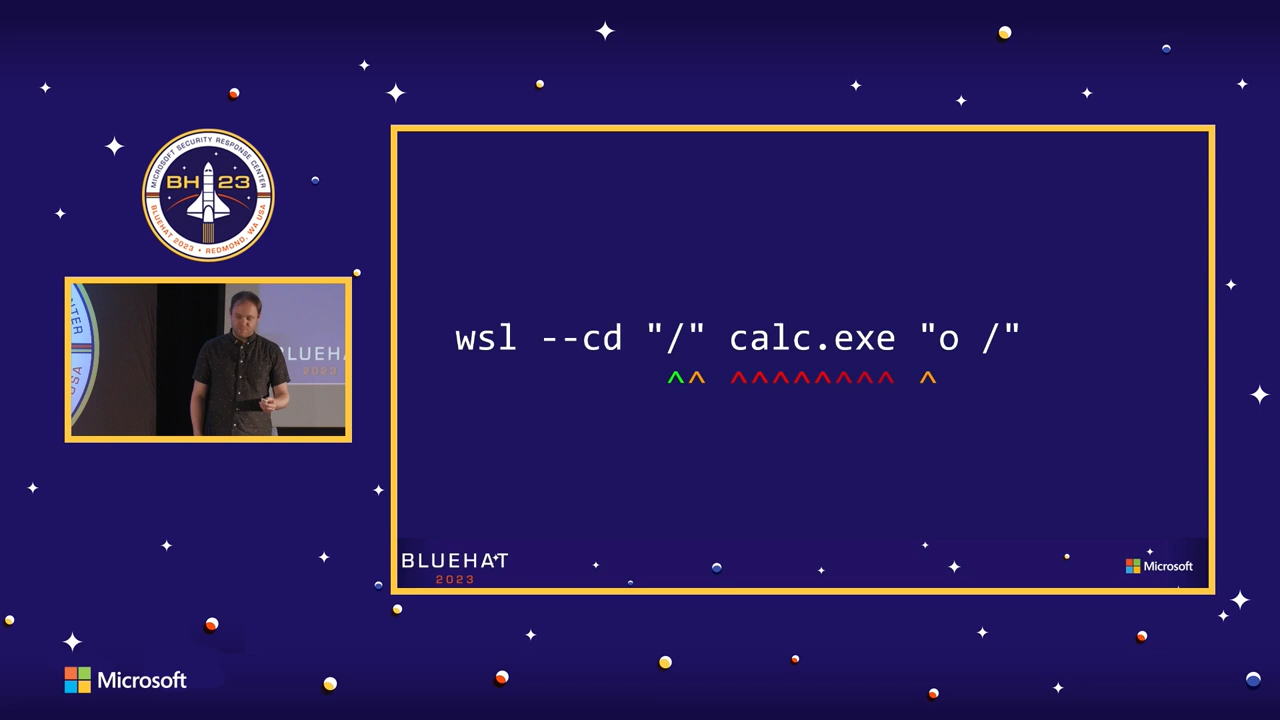 MICROSOFT SECURITY RESPONSE CENTER
BH 23
BLUEHAT 2023 • REDMOND, WA USA
BLUEHA
2023
wsl --cd "/" calc.exe "o /"
^^ ^^^^^^^^ ^
BLUEHAT
2023
Microsoft
Microsoft